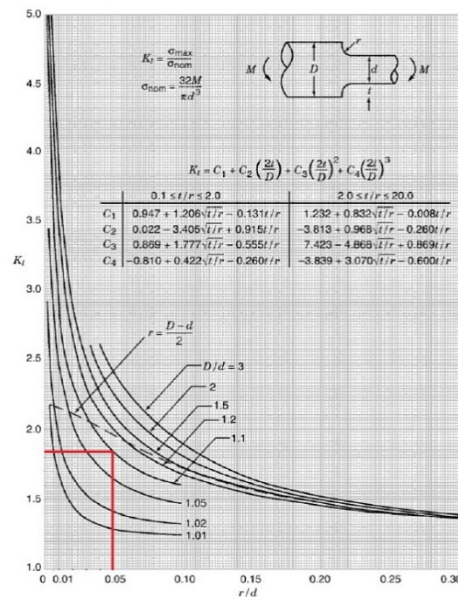 5.0
4.5
4.0
3.5
3.0
2.5
2.0
1.5
1.0
Kt
Kt = σmax/σnom
σnom = 32M/πd³
r
M
D
d
M
t
Kt = C1 + C2 (2t/D) + C3 (2t/D)² + C4 (2t/D)³
0.1 ≤ t/r ≤ 2.0 2.0 ≤ t/r ≤ 20.0
C1 0.947 + 1.206√t/r – 0.131t/r 1.232 + 0.832√t/r – 0.008t/r
C2 0.022 – 3.405√t/r + 0.915t/r –3.813 + 0.968√t/r – 0.260t/r
C3 0.869 + 1.777√t/r – 0.555t/r 7.423 – 4.868√t/r + 0.869t/r
C4 –0.810 + 0.422√t/r – 0.260t/r –3.839 + 3.070√t/r – 0.600t/r
r = D – d/2
D/d = 3
2
1.5
1.2
1.1
1.05
1.02
1.01
0 0.01 0.05 0.10 0.15 0.20 0.25 0.30
r/d